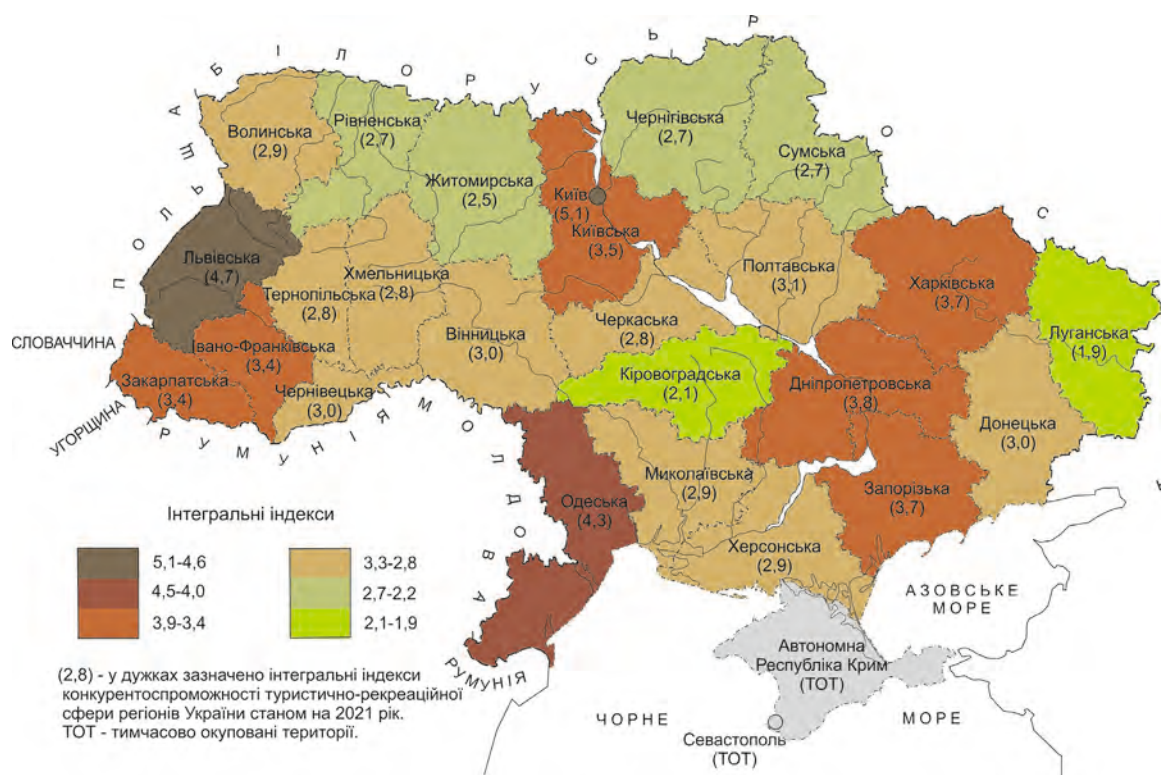 ПОЛЬЩА
БІЛОРУСЬ
Р О С
А
Волинська
(2,9)
Рівненська
(2,7)
Житомирська
(2,5)
Київ
(5,1)
Київська
(3,5)
Чернігівська
(2,7)
Сумська
(2,7)
Львівська
(4,7)
Тернопільська
(2,8)
Хмельницька
(2,8)
Вінницька
(3,0)
Черкаська
(2,8)
Полтавська
(3,1)
Харківська
(3,7)
Луганська
(1,9)
СЛОВАЧЧИНА
УГОРЩИНА
Закарпатська
(3,4)
Івано-Франківська
(3,4)
Чернівецька
(3,0)
РУМУНІЯ
МОЛДОВА
Кіровоградська
(2,1)
Дніпропетровська
(3,8)
Донецька
(3,0)
Одеська
(4,3)
Миколаївська
(2,9)
Херсонська
(2,9)
Запорізька
(3,7)
РУМУНІЯ
АЗОВСЬКЕ
МОРЕ
Автономна
Республіка Крим
(ТОТ)
ЧОРНЕ МОРЕ
Севастополь
(ТОТ)
Інтегральні індекси
5,1-4,6
4,5-4,0
3,9-3,4
3,3-2,8
2,7-2,2
2,1-1,9
(2,8) - у дужках зазначено інтегральні індекси
конкурентоспроможності туристично-рекреаційної
сфери регіонів України станом на 2021 рік.
ТОТ - тимчасово окуповані території.